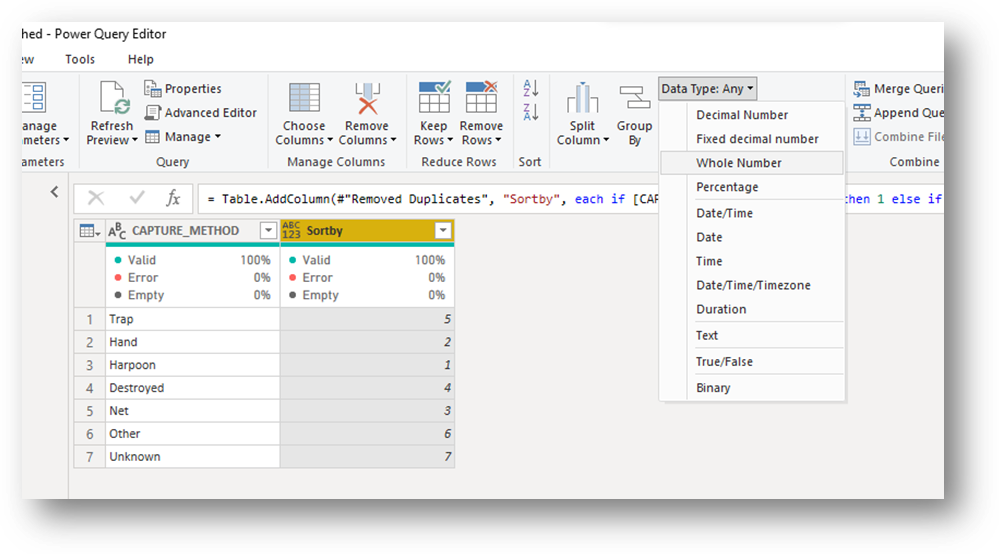 hed - Power Query Editor
ew Tools Help
anage
meters
ameters
Refresh
Preview
Properties
Advanced Editor
Manage
Query
Choose
Columns
Remove
Columns
Manage Columns
Keep
Rows
Remove
Rows
Reduce Rows
A
Z
Z
A
Sort
Split
Column
Group
By
Data Type: Any
Merge Queri
Append Que
Combine File
Combine
Decimal Number
Fixed decimal number
Whole Number
Percentage
Date/Time
Date
Time
Date/Time/Timezone
Duration
Text
True/False
Binary
fx = Table.AddColumn(#"Removed Duplicates", "Sortby", each if [CAP
hen 1 else if
ABC CAPTURE_METHOD ABC 123 Sortby
Valid 100% Valid 100%
Error 0% Error 0%
Empty 0% Empty 0%
1 Trap 5
2 Hand 2
3 Harpoon 1
4 Destroyed 4
5 Net 3
6 Other 6
7 Unknown 7